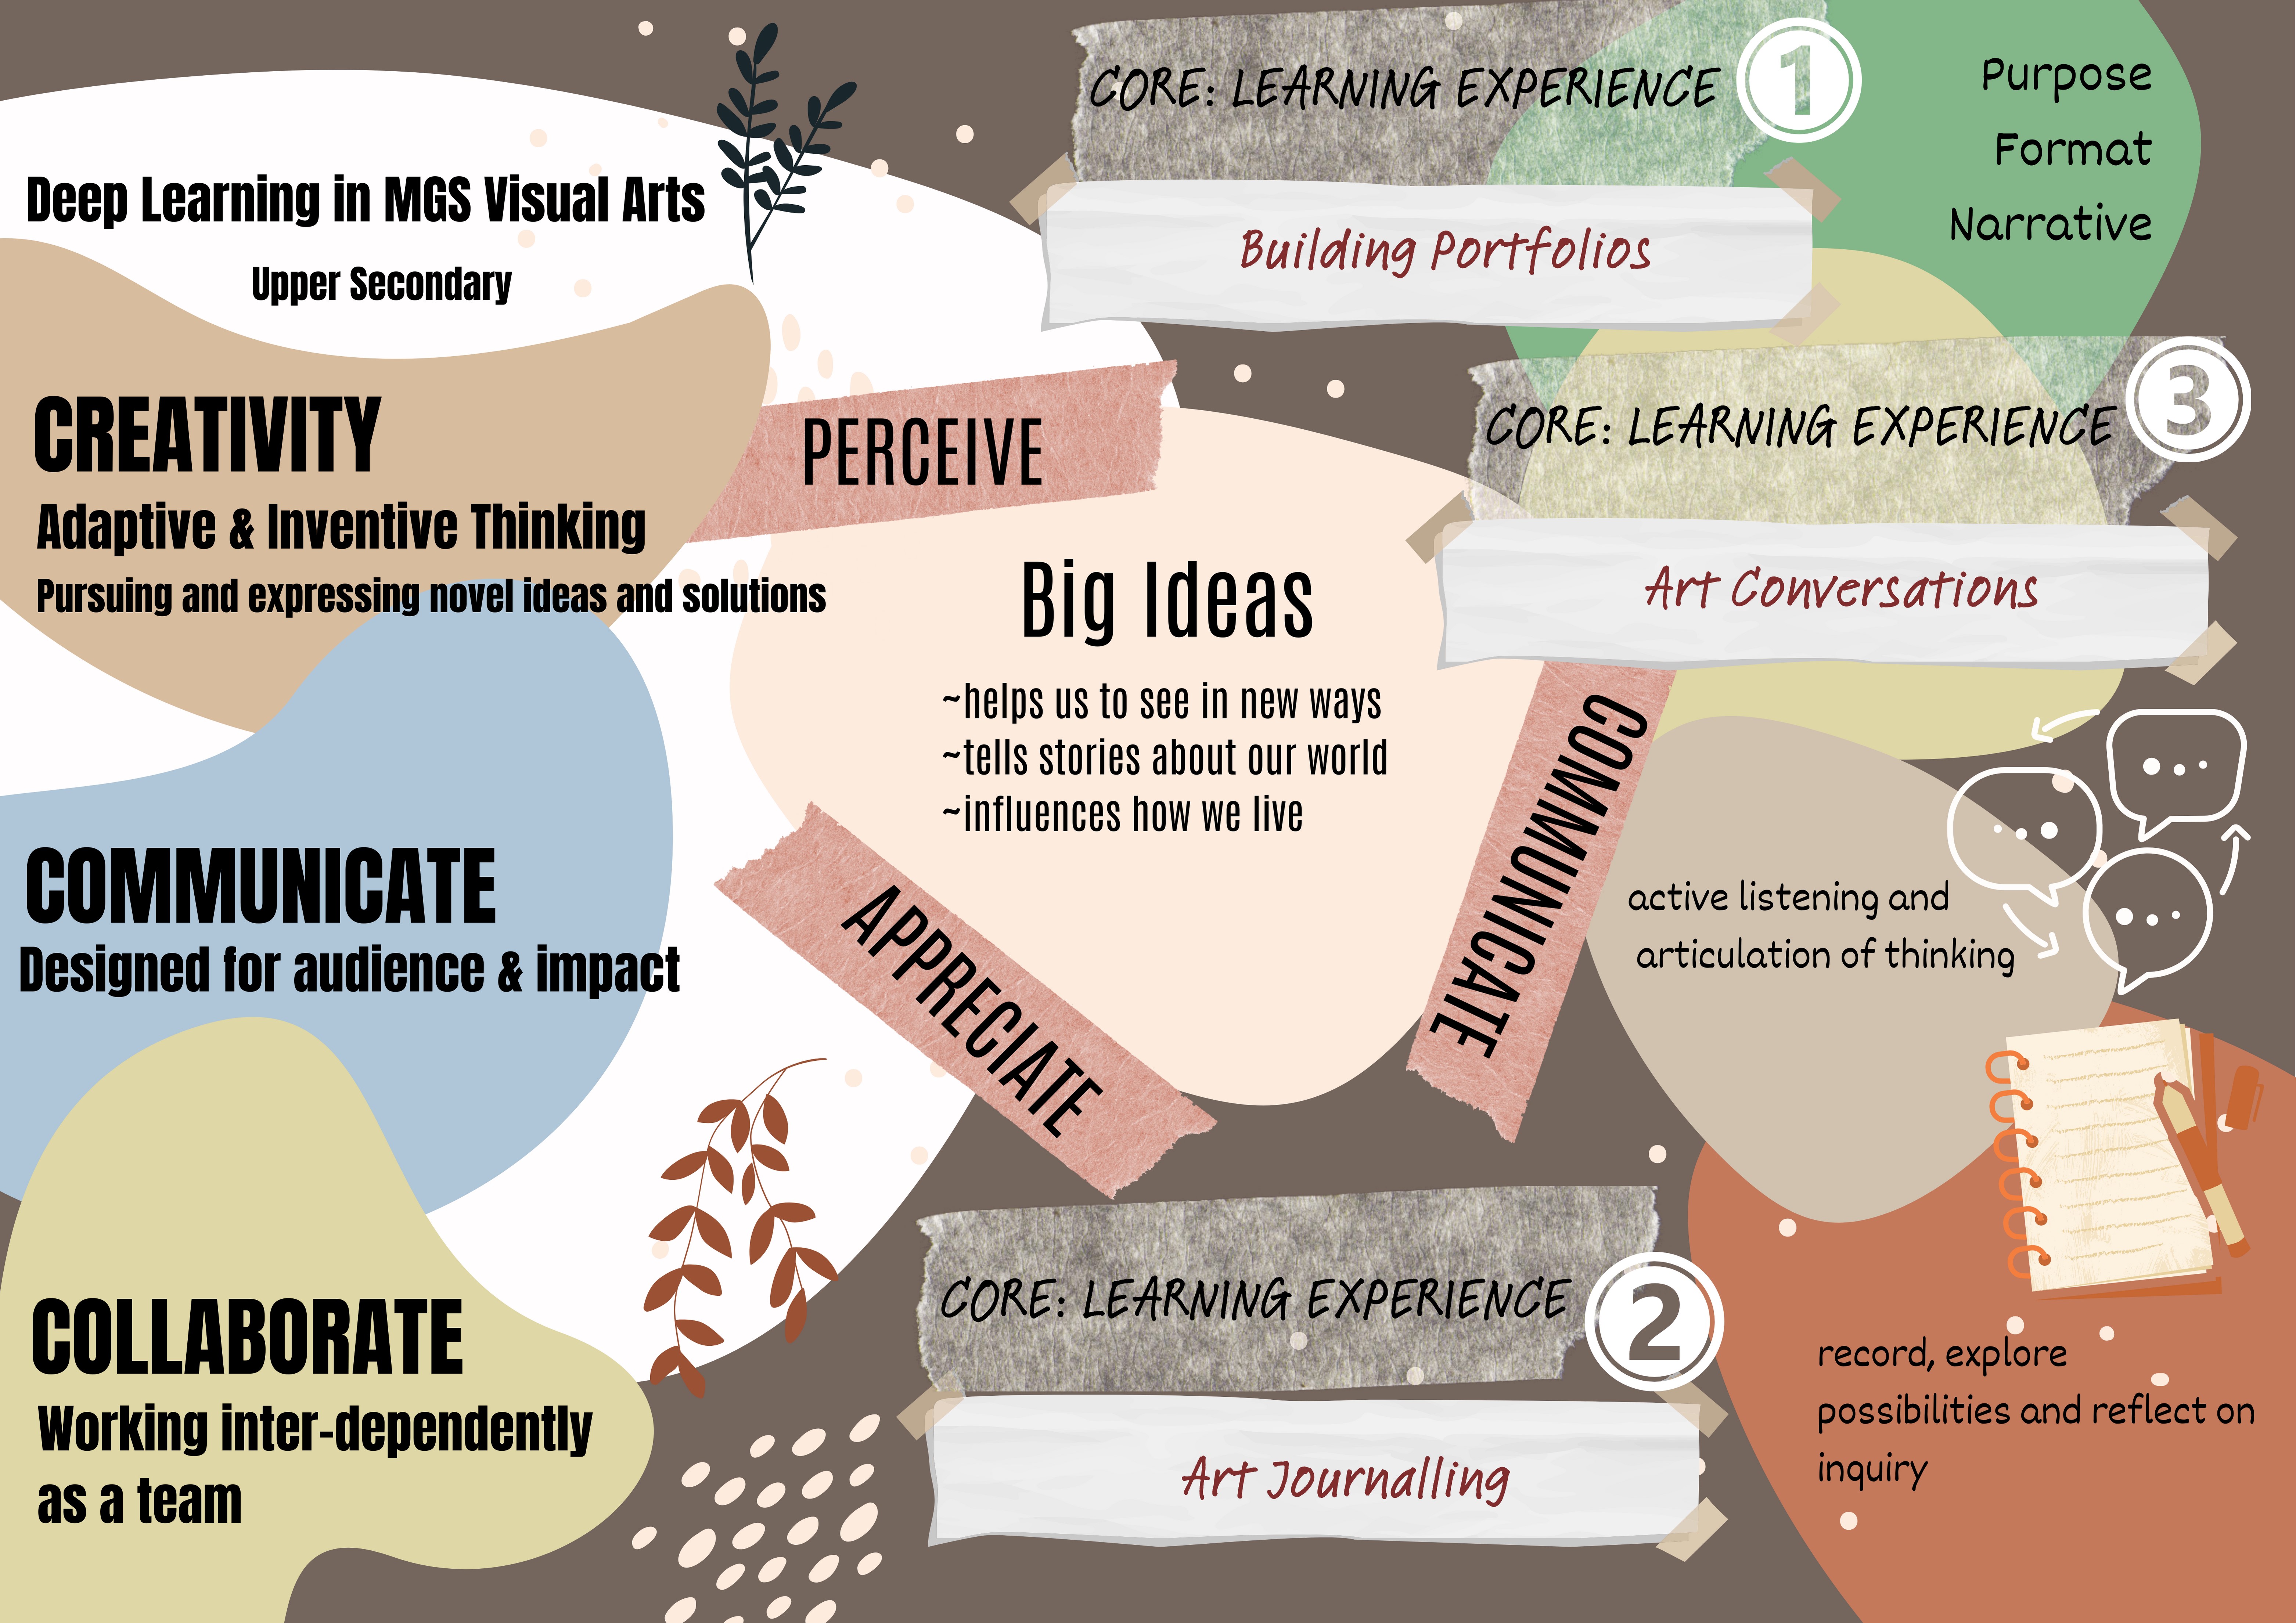 Deep Learning in MGS Visual Arts
Upper Secondary
CREATIVITY
Adaptive & Inventive Thinking
Pursuing and expressing novel ideas and solutions
COMMUNICATE
Designed for audience & impact
COLLABORATE
Working inter-dependently
as a team
PERCEIVE
Big Ideas
~helps us to see in new ways
~tells stories about our world
~influences how we live
APPRECIATE
COMMUNICATE
CORE: LEARNING EXPERIENCE 1
Building Portfolios
Purpose
Format
Narrative
CORE: LEARNING EXPERIENCE 3
Art Conversations
active listening and
articulation of thinking
CORE: LEARNING EXPERIENCE 2
Art Journalling
record, explore
possibilities and reflect on
inquiry